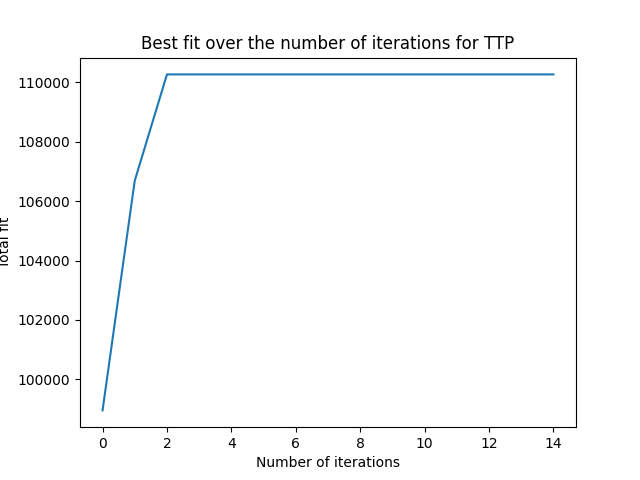 Best fit over the number of iterations for TTP
110000
108000
106000
104000
102000
100000
Total fit
0 2 4 6 8 10 12 14
Number of iterations